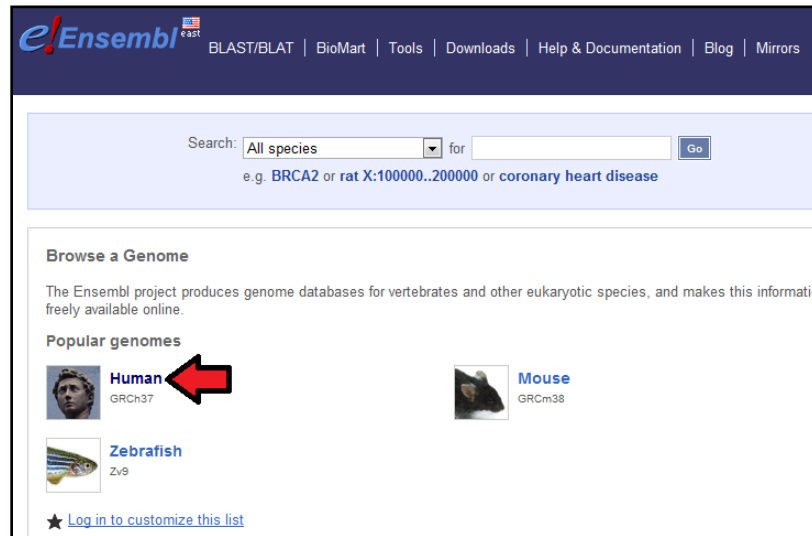 e!Ensembl east
BLAST/BLAT | BioMart | Tools | Downloads | Help & Documentation | Blog | Mirrors
Search: All species for Go
e.g. BRCA2 or rat X:100000..200000 or coronary heart disease
Browse a Genome
The Ensembl project produces genome databases for vertebrates and other eukaryotic species, and makes this informati
freely available online.
Popular genomes
Human
GRCh37
Mouse
GRCm38
Zebrafish
Zv9
Log in to customize this list